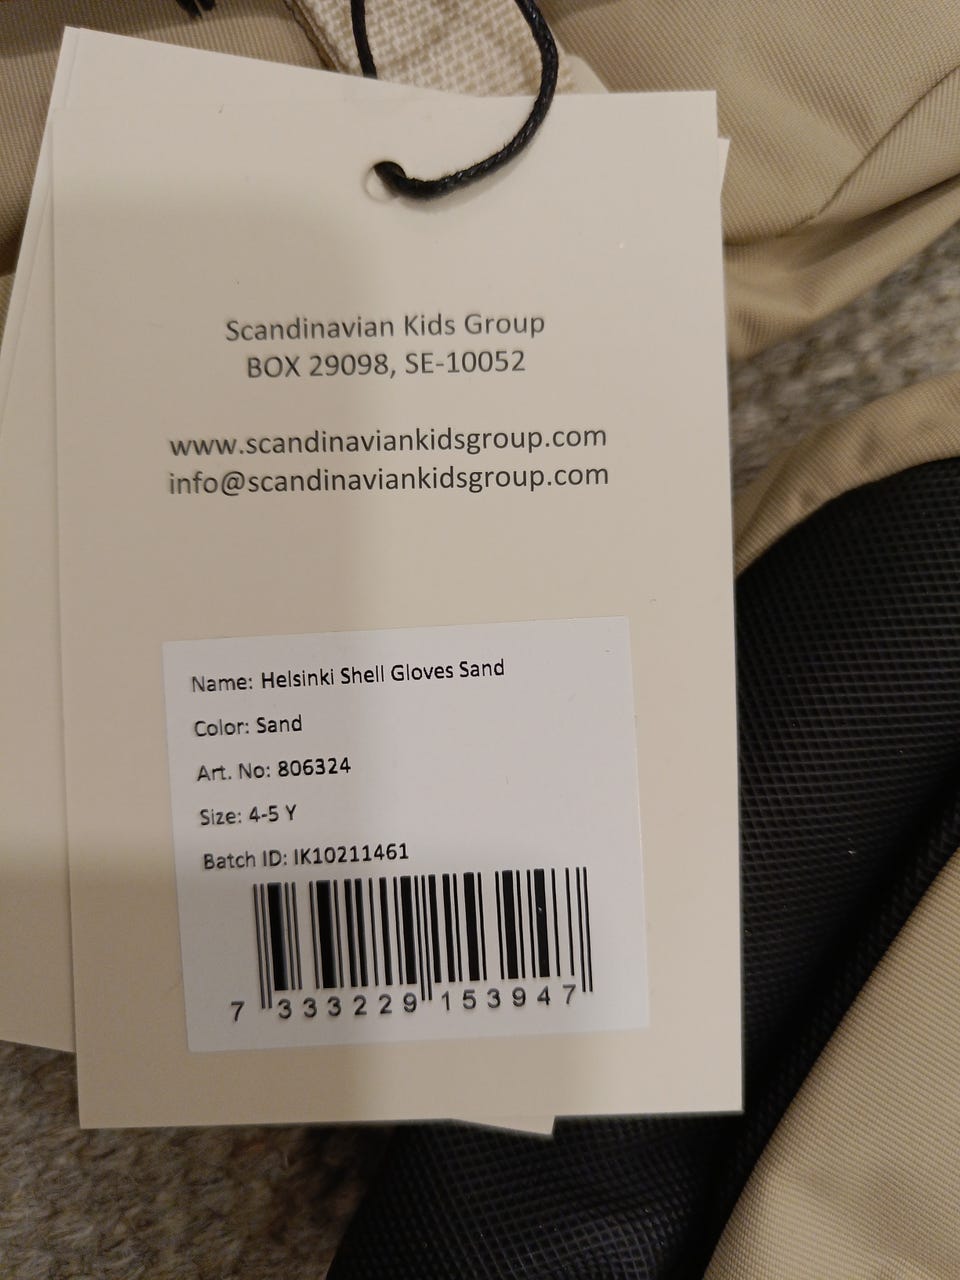 Scandinavian Kids Group
BOX 29098, SE-10052
www.scandinaviankidsgroup.com
info@scandinaviankidsgroup.com
Name: Helsinki Shell Gloves Sand
Color: Sand
Art. No: 806324
Size: 4-5 Y
Batch ID: IK10211461
7 333229 153947